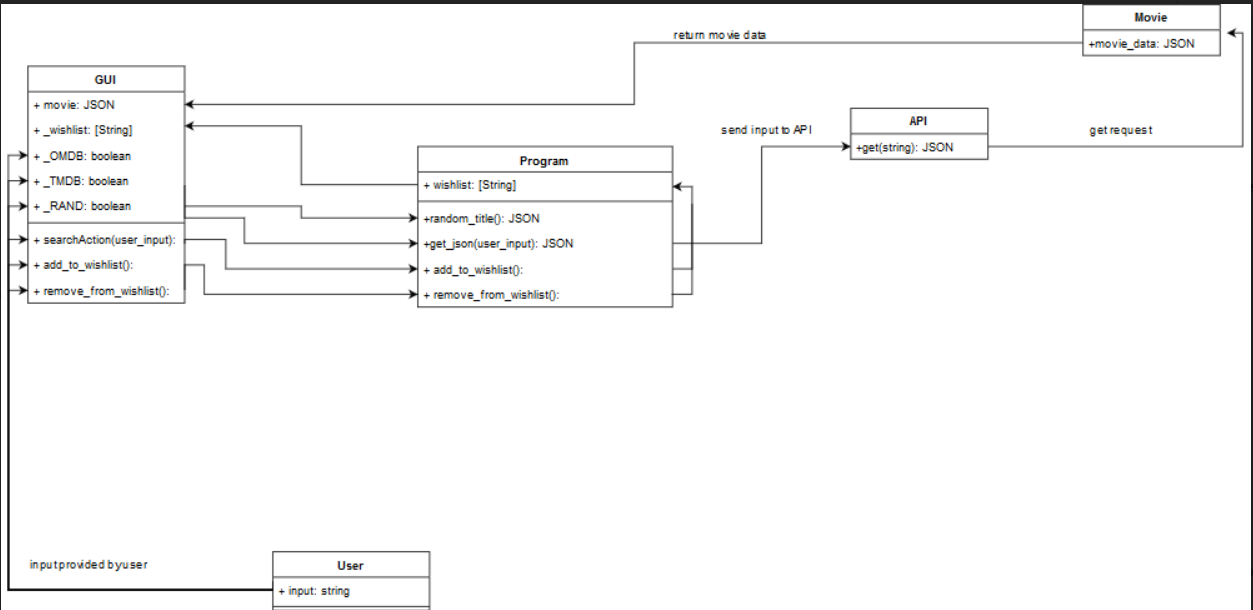 Movie
+movie_data: JSON
return movie data
GUI
+ movie: JSON
+ _wishlist: [String]
+ _OMDB: boolean
+ _TMDB: boolean
+ _RAND: boolean
+ searchAction(user_input):
+ add_to_wishlist():
+ remove_from_wishlist():
Program
+ wishlist: [String]
+random_title(): JSON
+get_json(user_input): JSON
+ add_to_wishlist():
+ remove_from_wishlist():
send input to API
API
+get(string): JSON
get request
input provided by user
User
+ input: string